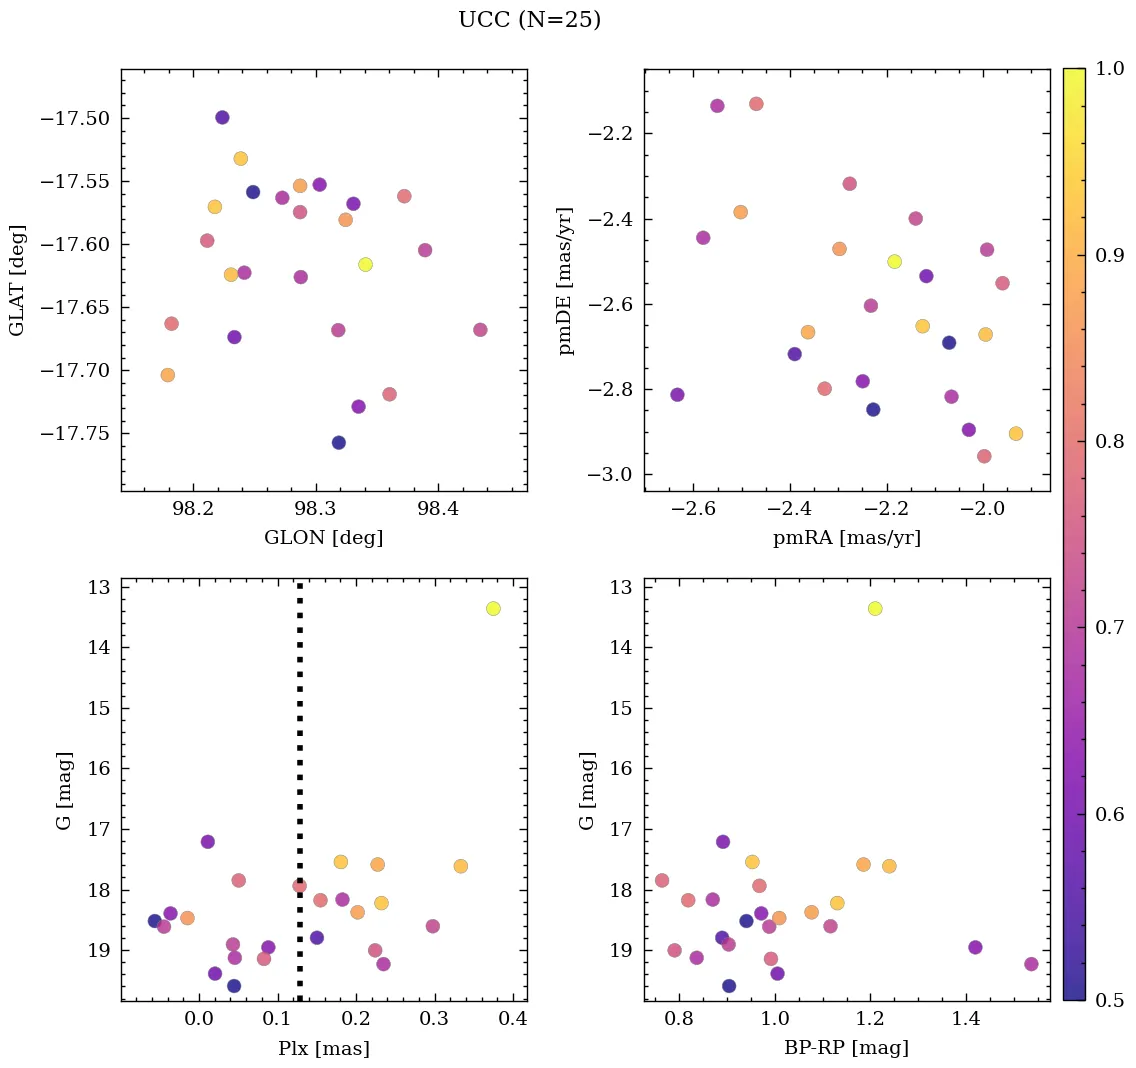 UCC (N=25)
−17.50
−17.55
−17.60
−17.65
−17.70
−17.75
GLAT [deg]
98.2 98.3 98.4
GLON [deg]
−2.2
−2.4
−2.6
−2.8
−3.0
pmDE [mas/yr]
−2.6 −2.4 −2.2 −2.0
pmRA [mas/yr]
1.0
0.9
0.8
0.7
0.6
0.5
13
14
15
16
17
18
19
G [mag]
0.0 0.1 0.2 0.3 0.4
Plx [mas]
13
14
15
16
17
18
19
G [mag]
0.8 1.0 1.2 1.4
BP-RP [mag]